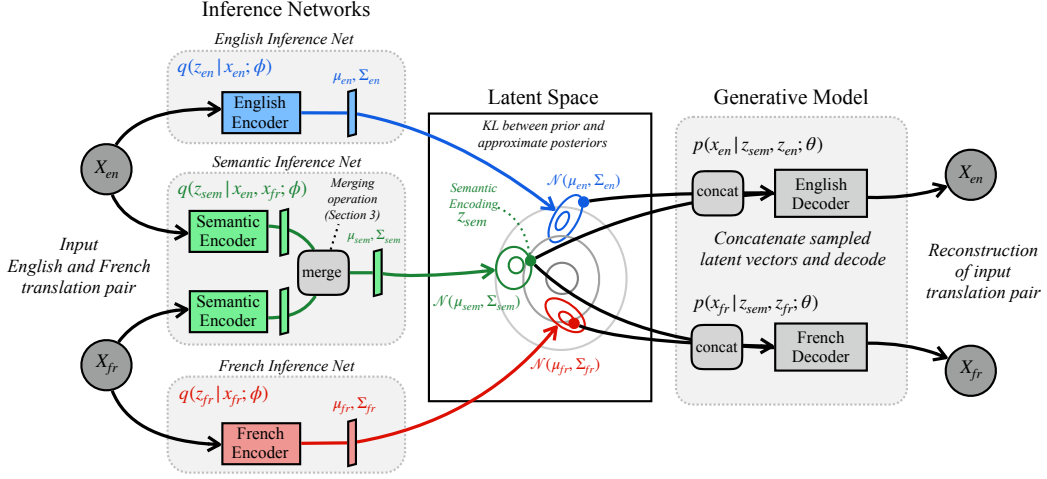 Inference Networks
English Inference Net
q(z_en | x_en; ϕ)
μ_en, Σ_en
English
Encoder
X_en
Semantic Inference Net
q(z_sem | x_en, x_fr; ϕ)
Merging
operation
(Section 3)
Semantic
Encoder
μ_sem, Σ_sem
merge
Semantic
Encoder
Input
English and French
translation pair
X_fr
French Inference Net
q(z_fr | x_fr; ϕ)
μ_fr, Σ_fr
French
Encoder
Latent Space
KL between prior and
approximate posteriors
N(μ_en, Σ_en)
Semantic
Encoding
z_sem
N(μ_sem, Σ_sem)
N(μ_fr, Σ_fr)
Generative Model
p(x_en | z_sem, z_en; θ)
concat
English
Decoder
Concatenate sampled
latent vectors and decode
p(x_fr | z_sem, z_fr; θ)
concat
French
Decoder
X_en
Reconstruction
of input
translation pair
X_fr